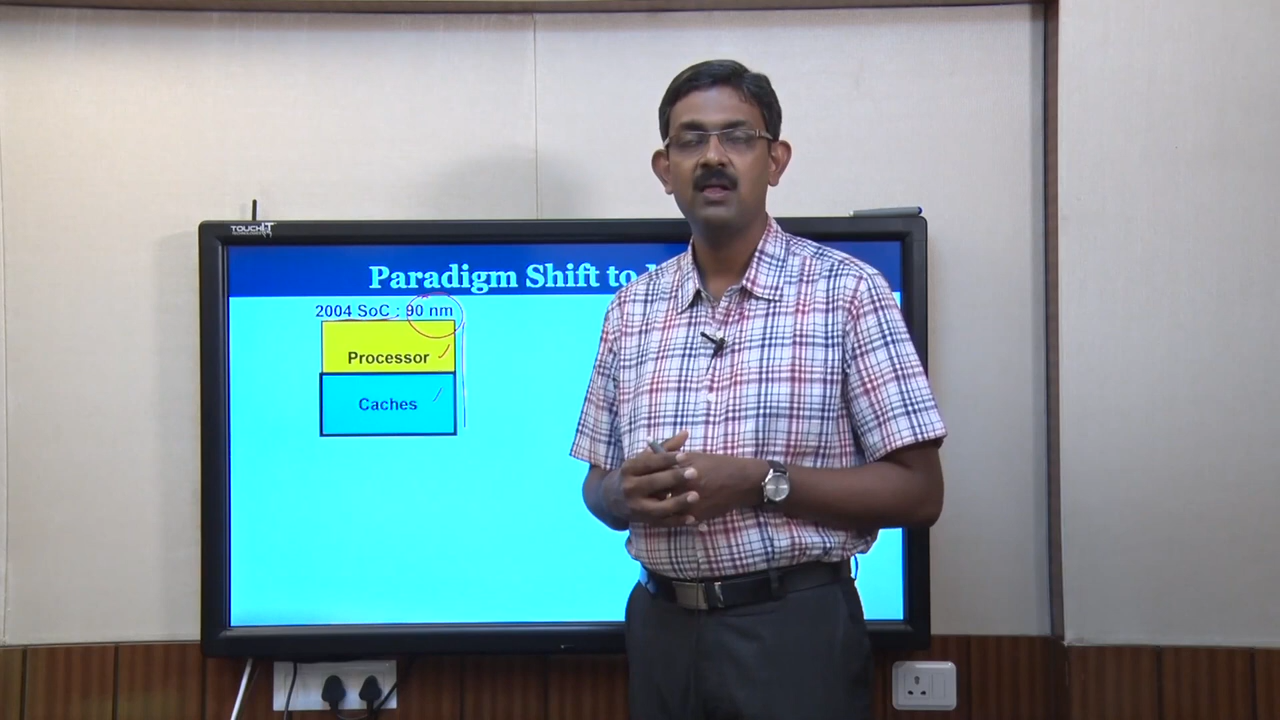 TOUCHIT
Paradigm Shift to
2004 SoC : 90 nm
Processor
Caches